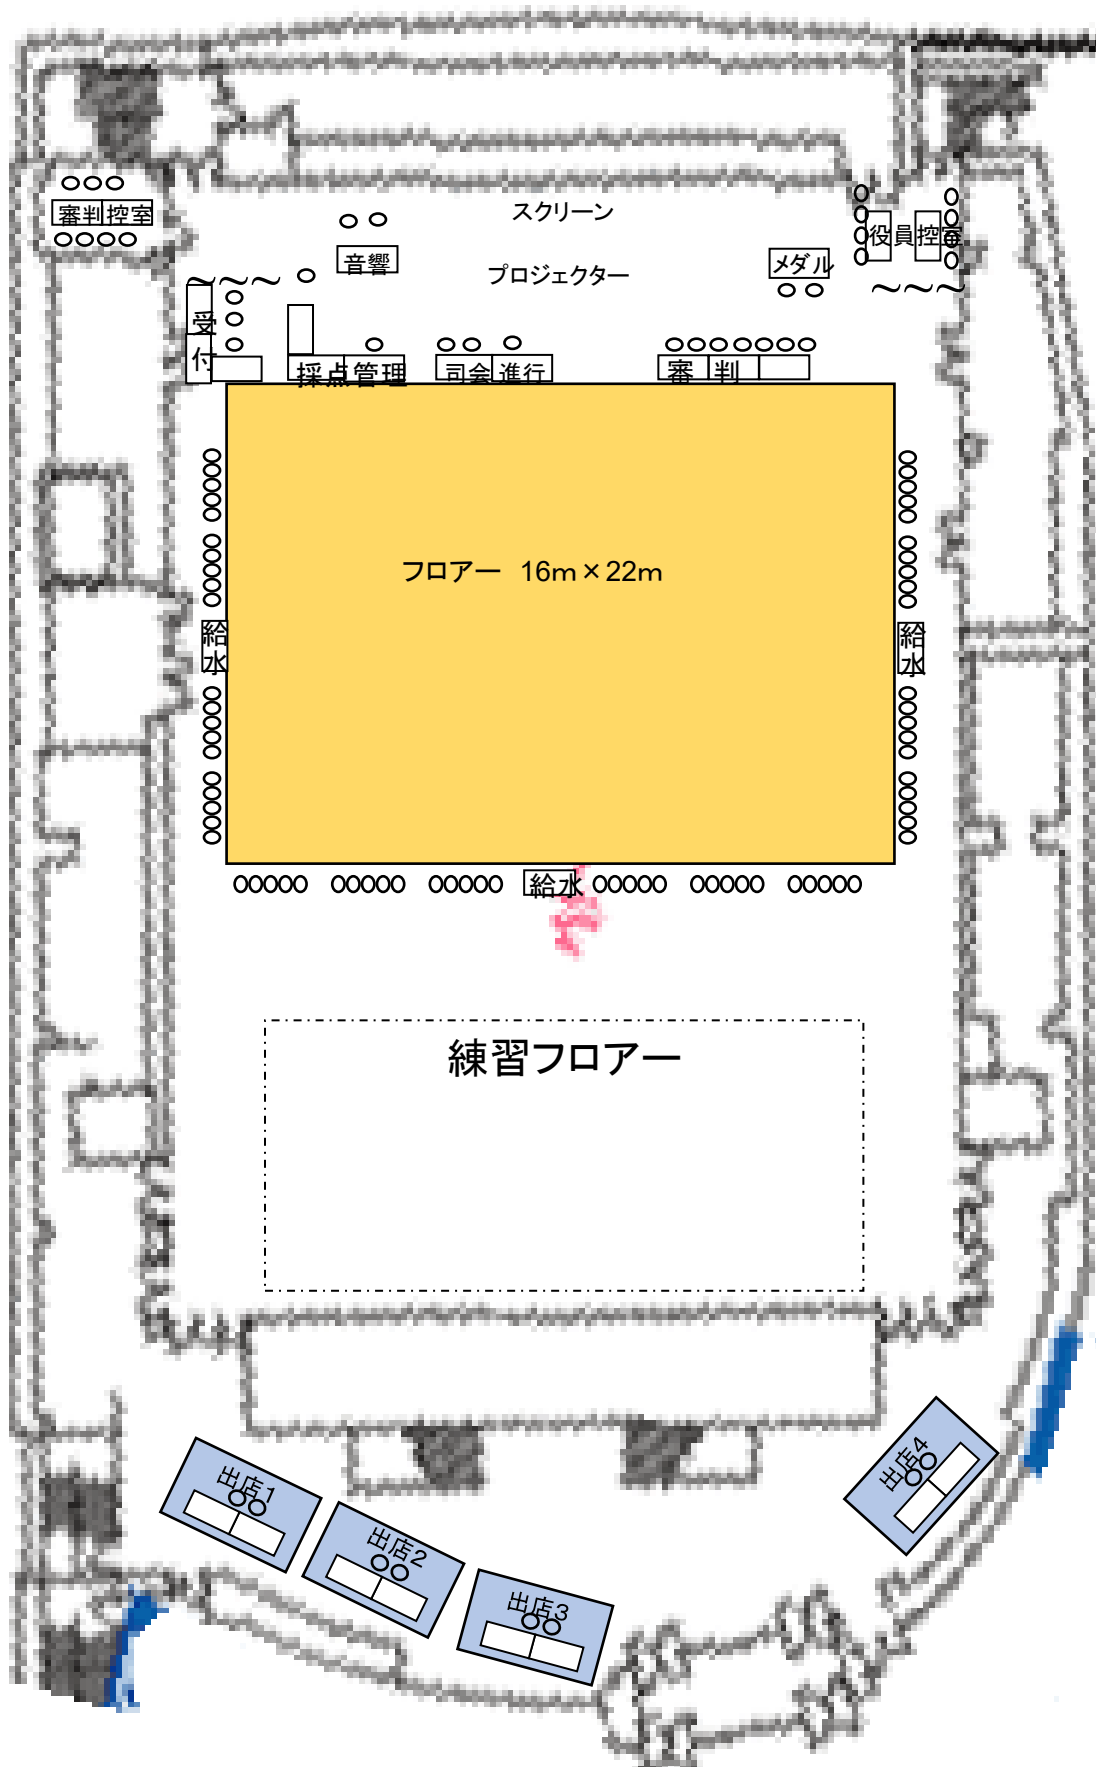 審判控室
スクリーン
役員控室
音響
プロジェクター
メダル
～～～
～～～
受付
採点管理
司会進行
審判
フロアー　16ｍ×22ｍ
給水
給水
給水
練習フロアー
出店1
出店2
出店3
出店4